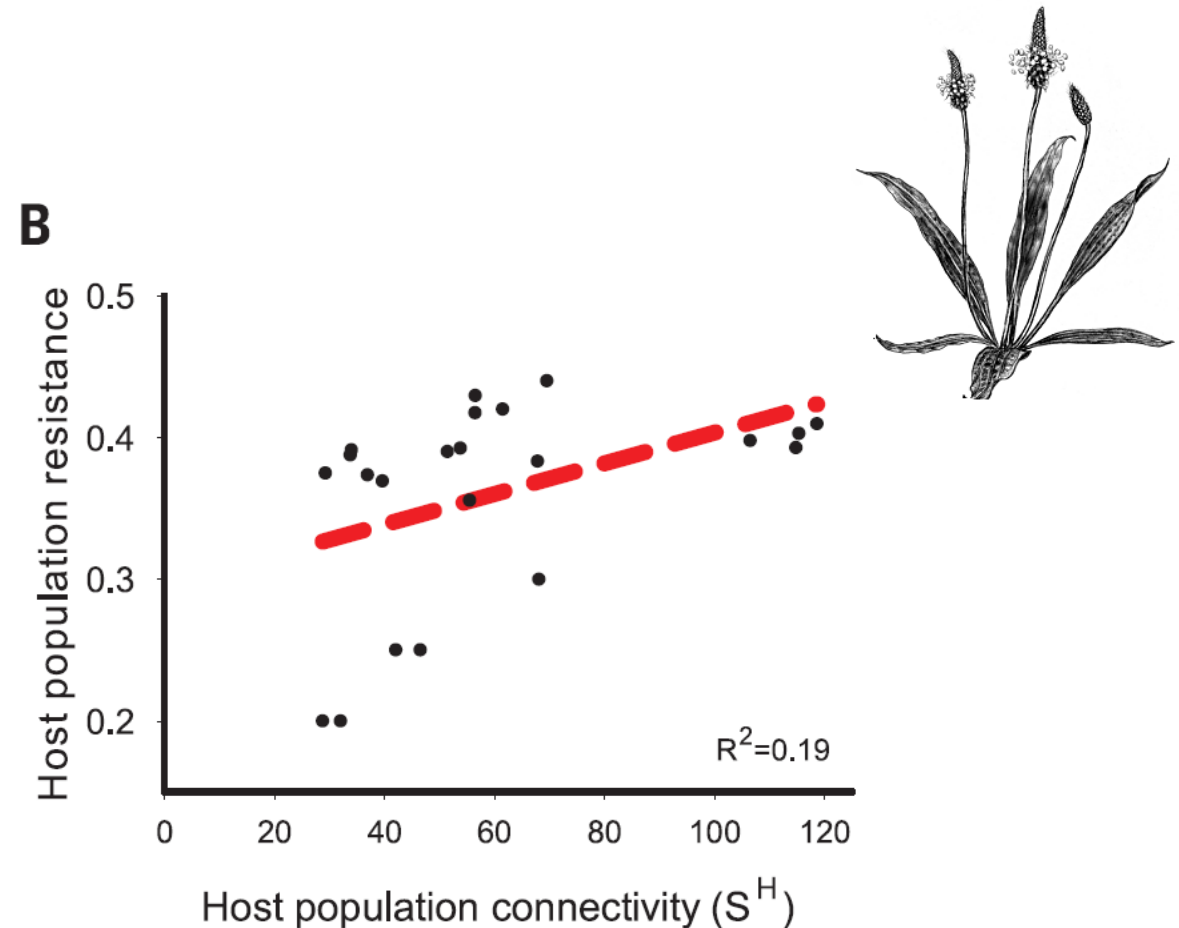 B
Host population resistance
0.5
0.4
0.3
0.2
R²=0.19
0 20 40 60 80 100 120
Host population connectivity (Sᴴ)